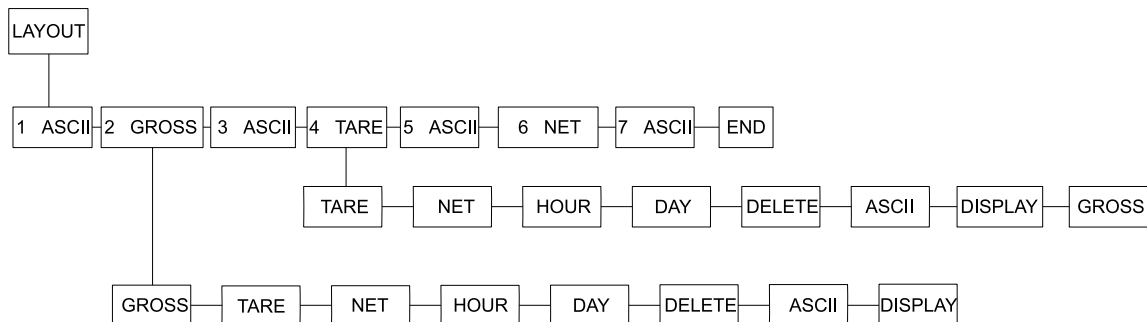 LAYOUT
1 ASCII 2 GROSS 3 ASCII 4 TARE 5 ASCII 6 NET 7 ASCII END
TARE NET HOUR DAY DELETE ASCII DISPLAY GROSS
GROSS TARE NET HOUR DAY DELETE ASCII DISPLAY